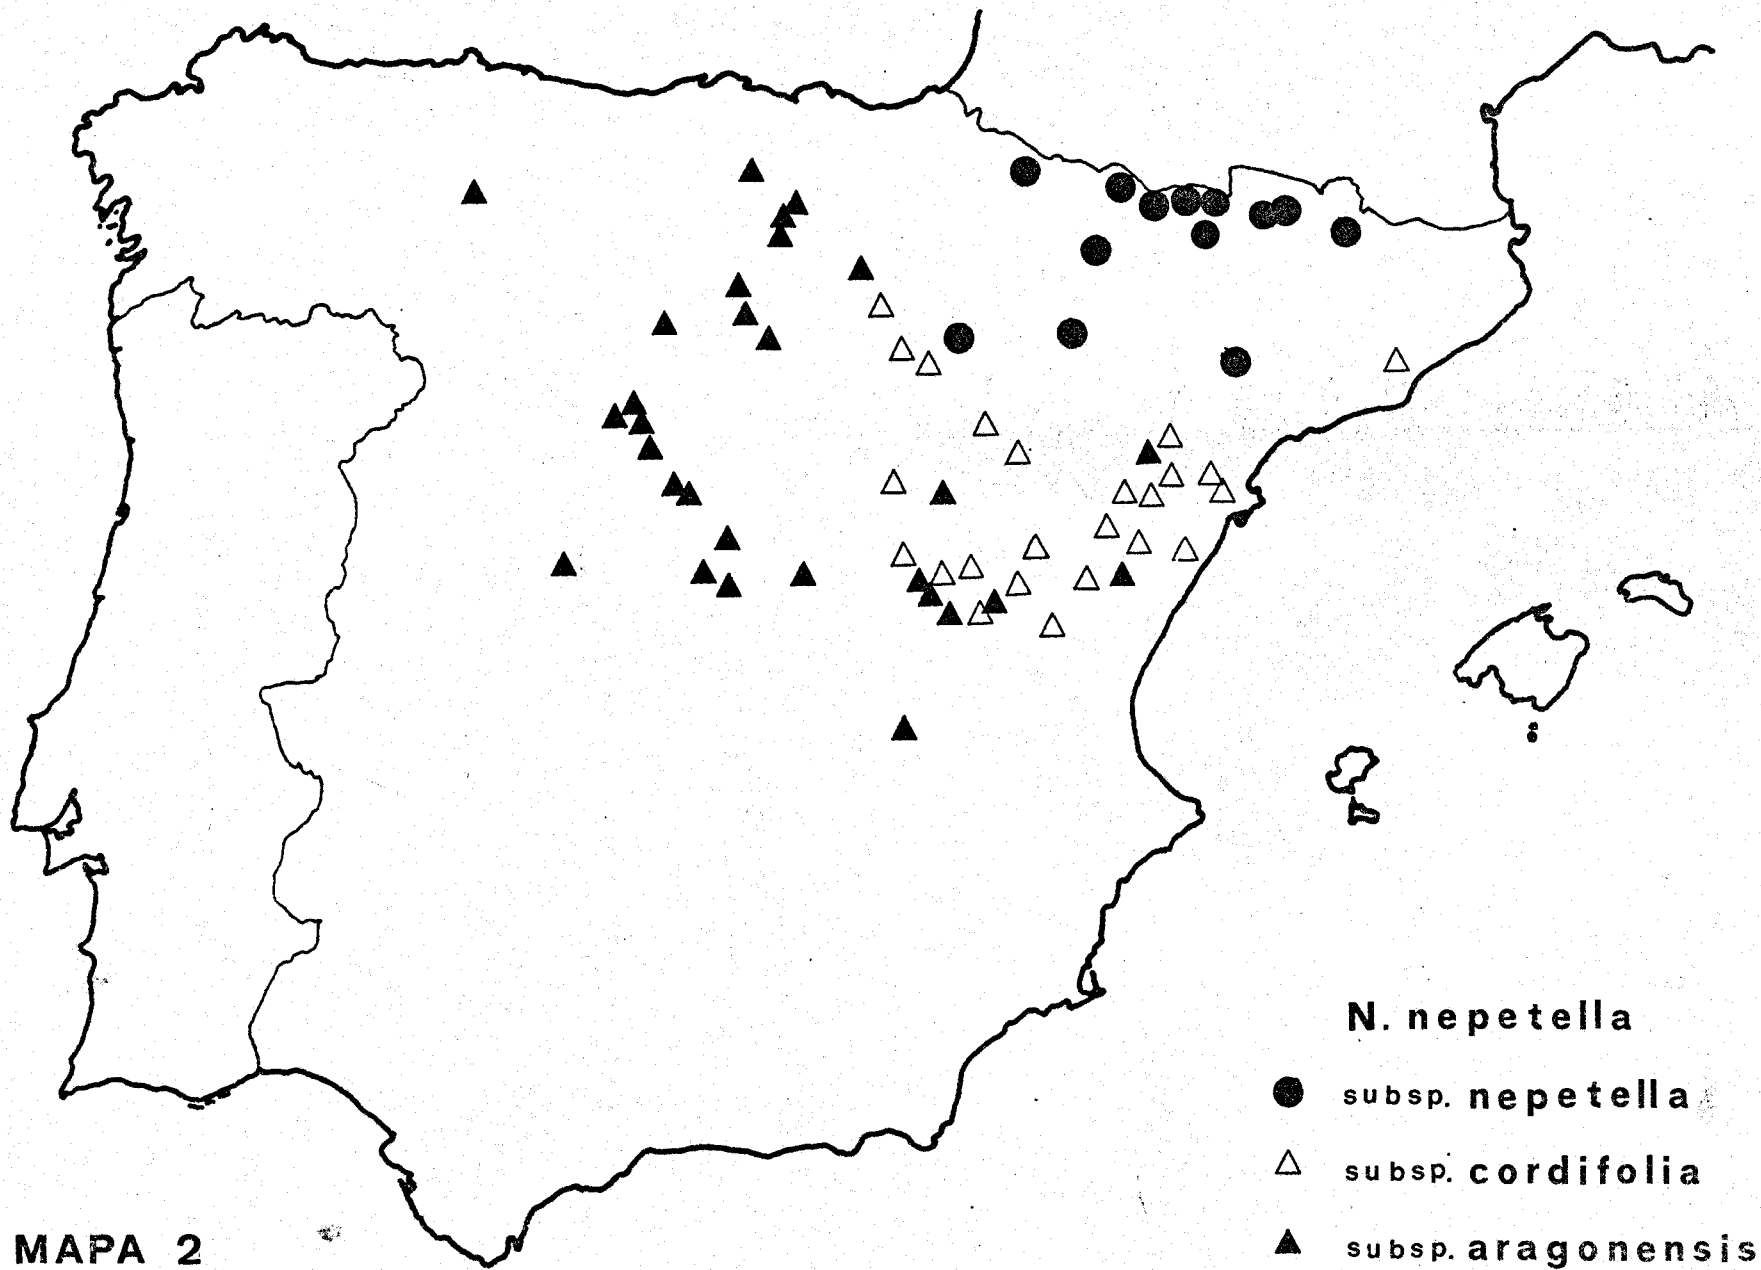 N. nepetella
subsp. nepetella
subsp. cordifolia
subsp. aragonensis
MAPA 2